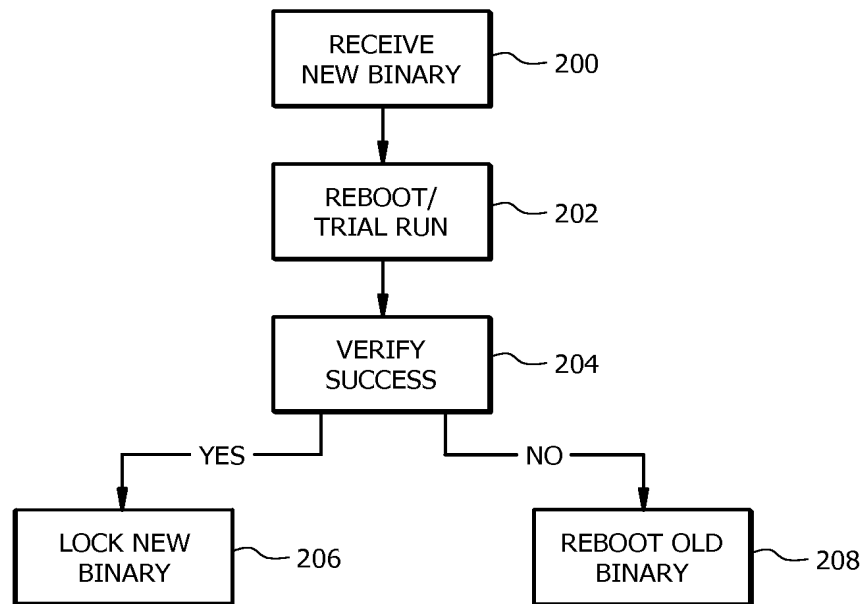 RECEIVE
NEW BINARY
200
REBOOT/
TRIAL RUN
202
VERIFY
SUCCESS
204
YES
NO
LOCK NEW
BINARY
206
REBOOT OLD
BINARY
208